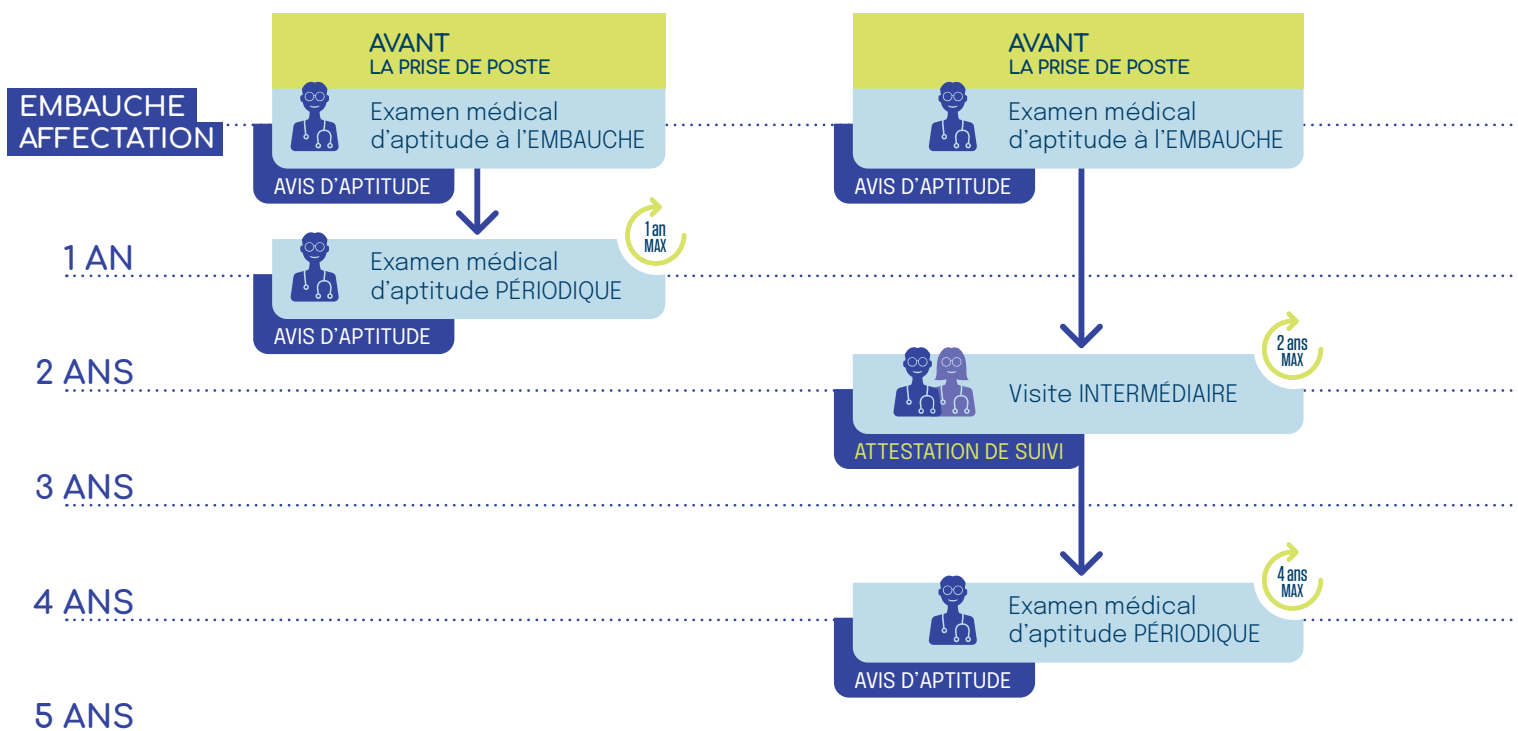 AVANT
LA PRISE DE POSTE
AVANT
LA PRISE DE POSTE
EMBAUCHE
AFFECTATION
Examen médical
d'aptitude à l'EMBAUCHE
AVIS D'APTITUDE
Examen médical
d'aptitude à l'EMBAUCHE
AVIS D'APTITUDE
1 AN
Examen médical
d'aptitude PÉRIODIQUE
1 an
MAX
AVIS D'APTITUDE
2 ANS
Visite INTERMÉDIAIRE
2 ans
MAX
ATTESTATION DE SUIVI
3 ANS
4 ANS
Examen médical
d'aptitude PÉRIODIQUE
4 ans
MAX
AVIS D'APTITUDE
5 ANS